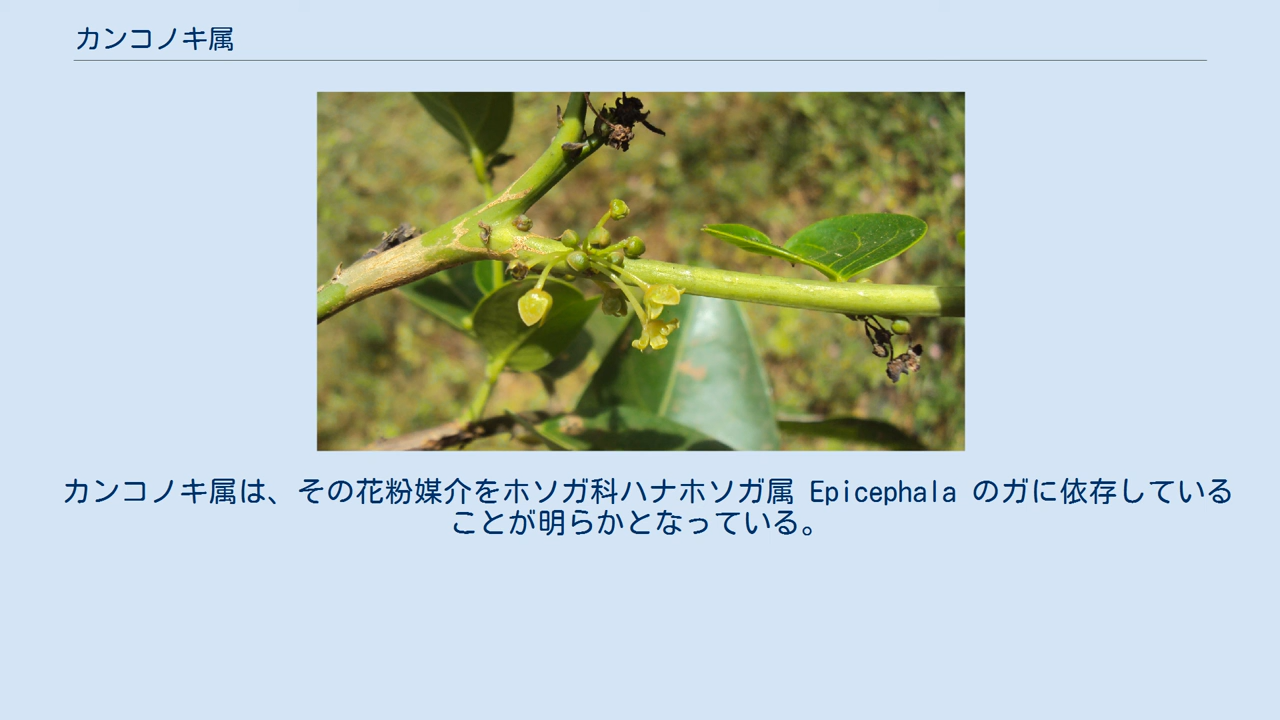 カンコノキ属
カンコノキ属は、その花粉媒介をホソガ科ハナホソガ属 Epicephala のガに依存している
ことが明らかとなっている。